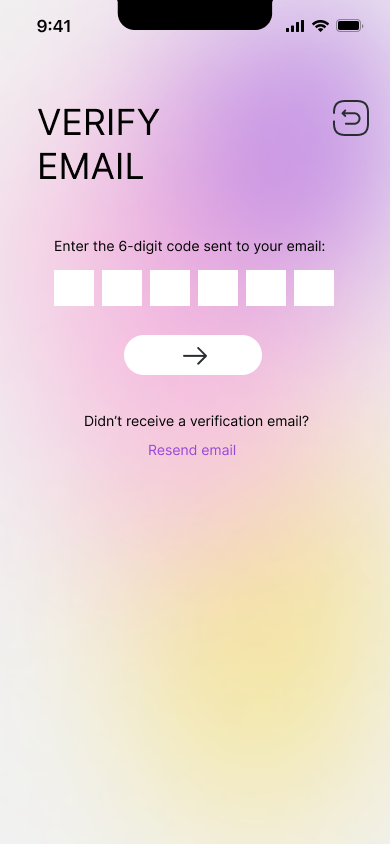 9:41
VERIFY
EMAIL
Enter the 6-digit code sent to your email:
Didn’t receive a verification email?
Resend email